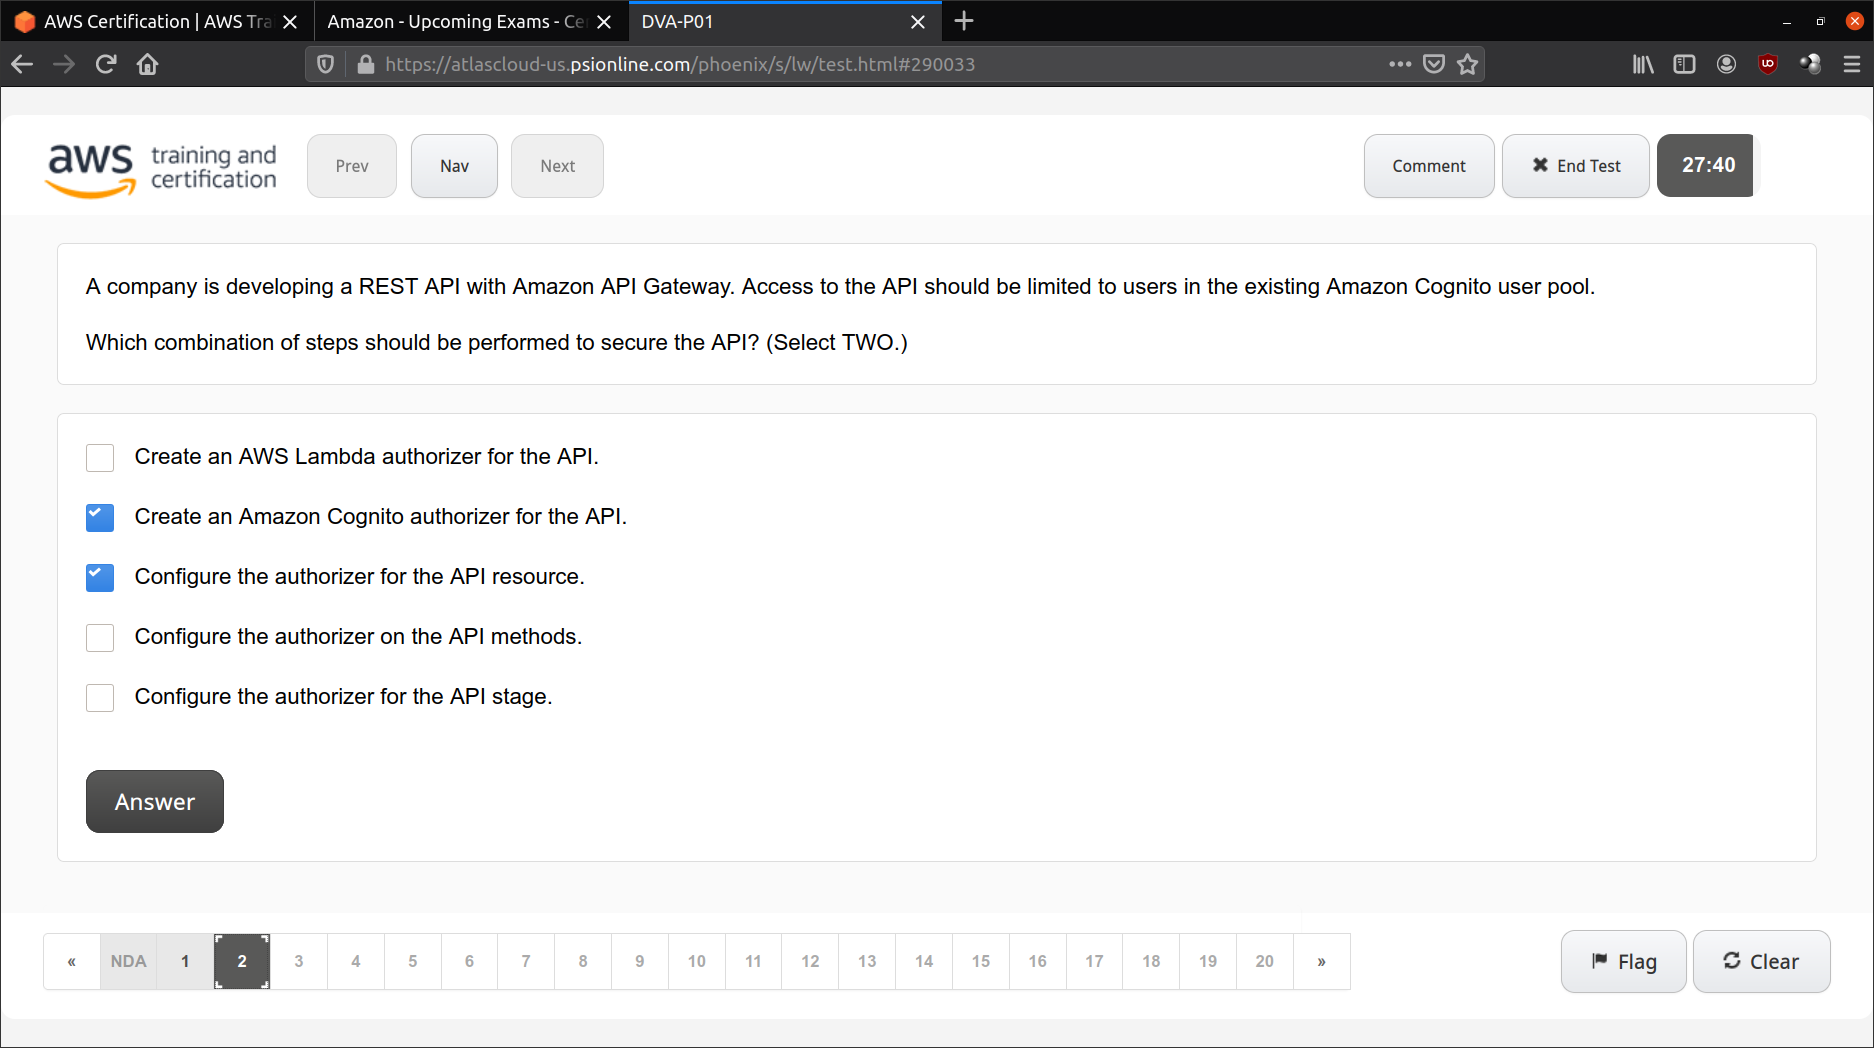 AWS Certification | AWS Tra
Amazon - Upcoming Exams - Ce
DVA-P01
https://atlascloud-us.psionline.com/phoenix/s/lw/test.html#290033
aws training and certification
Prev
Nav
Next
Comment
End Test
27:40
A company is developing a REST API with Amazon API Gateway. Access to the API should be limited to users in the existing Amazon Cognito user pool.
Which combination of steps should be performed to secure the API? (Select TWO.)
Create an AWS Lambda authorizer for the API.
Create an Amazon Cognito authorizer for the API.
Configure the authorizer for the API resource.
Configure the authorizer on the API methods.
Configure the authorizer for the API stage.
Answer
« NDA 1 2 3 4 5 6 7 8 9 10 11 12 13 14 15 16 17 18 19 20 »
Flag
Clear